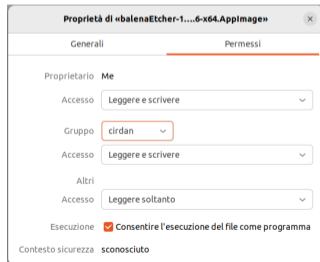 Proprietà di «balenaEtcher-1....6-x64.AppImage»
Generali Permessi
Proprietario Me
Accesso Leggere e scrivere
Gruppo cirdan
Accesso Leggere e scrivere
Altri
Accesso Leggere soltanto
Esecuzione Consentire l'esecuzione del file come programma
Contesto sicurezza sconosciuto